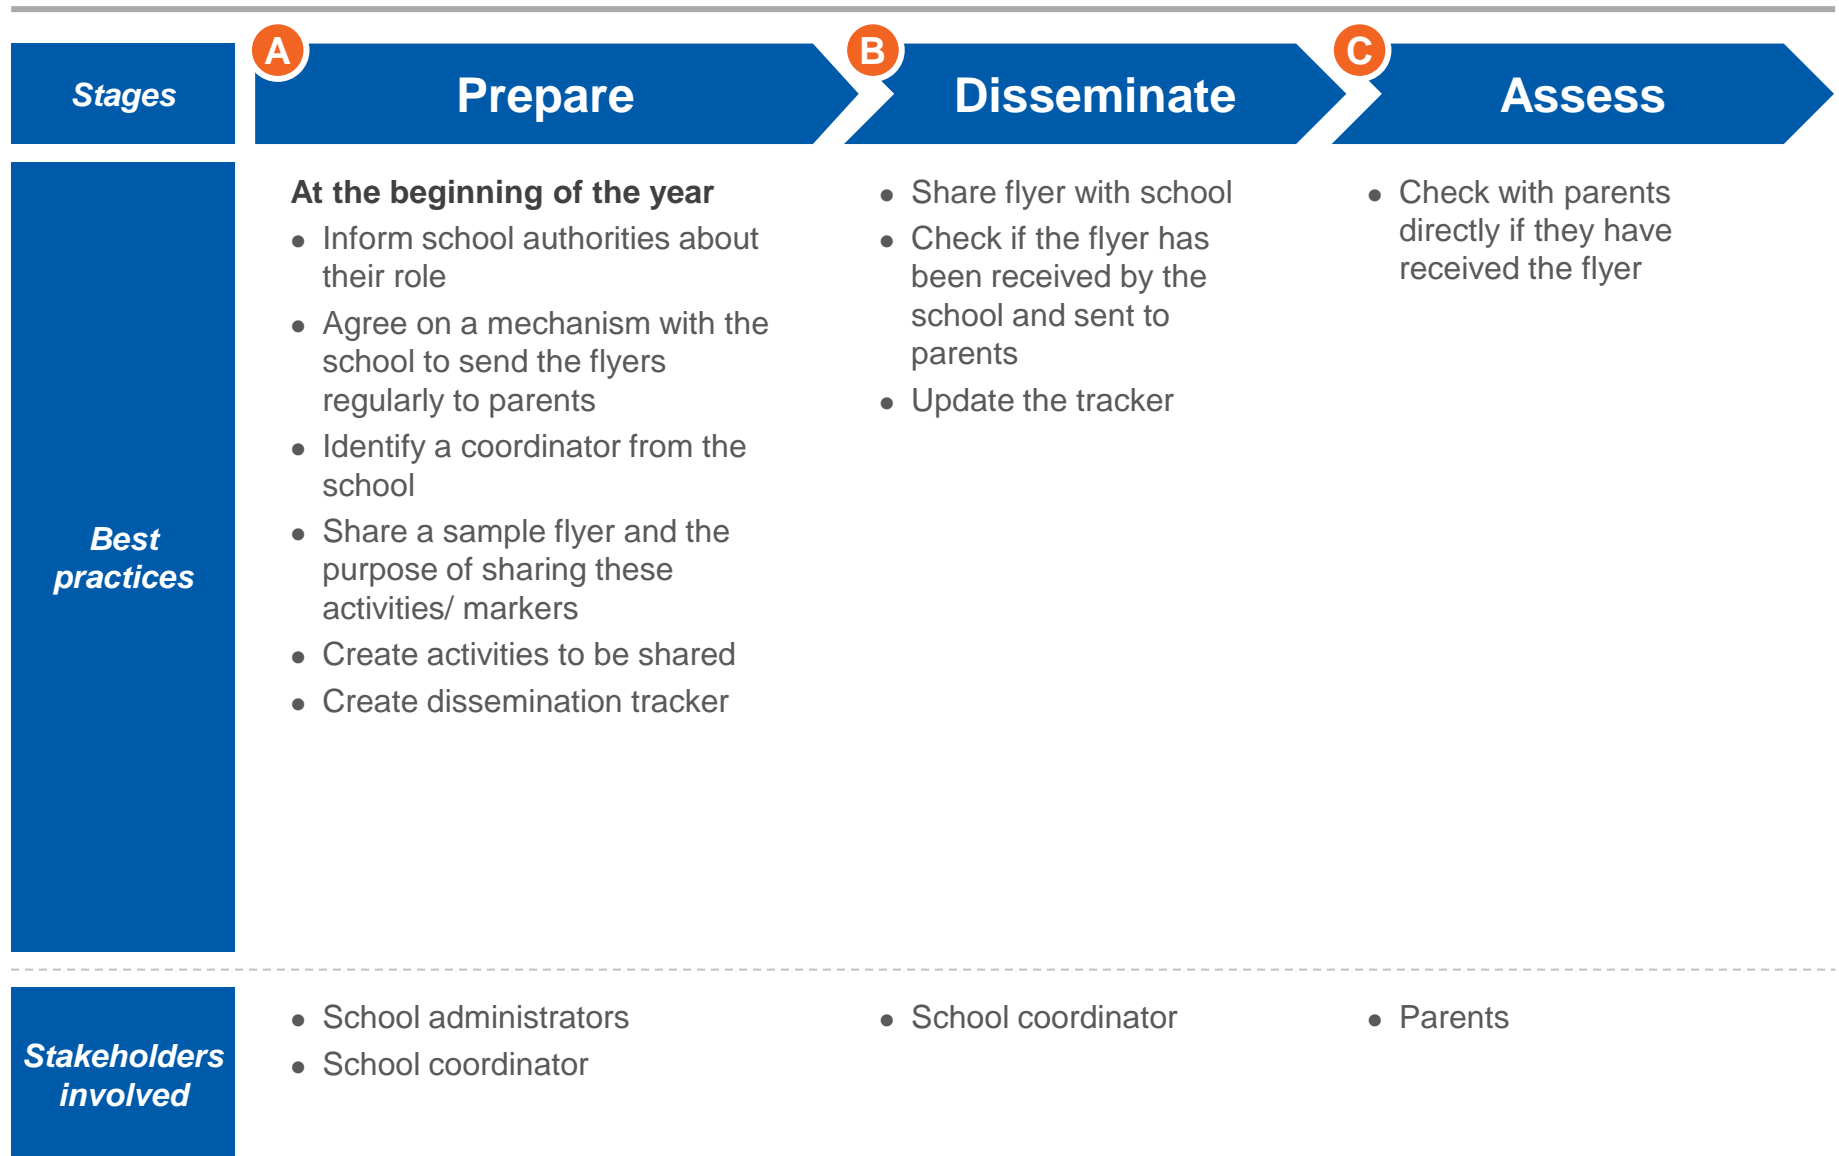 Stages
A
Prepare
B
Disseminate
C
Assess
Best
practices
At the beginning of the year
● Inform school authorities about
their role
● Agree on a mechanism with the
school to send the flyers
regularly to parents
● Identify a coordinator from the
school
● Share a sample flyer and the
purpose of sharing these
activities/ markers
● Create activities to be shared
● Create dissemination tracker
● Share flyer with school
● Check if the flyer has
been received by the
school and sent to
parents
● Update the tracker
● Check with parents
directly if they have
received the flyer
Stakeholders
involved
● School administrators
● School coordinator
● School coordinator
● Parents